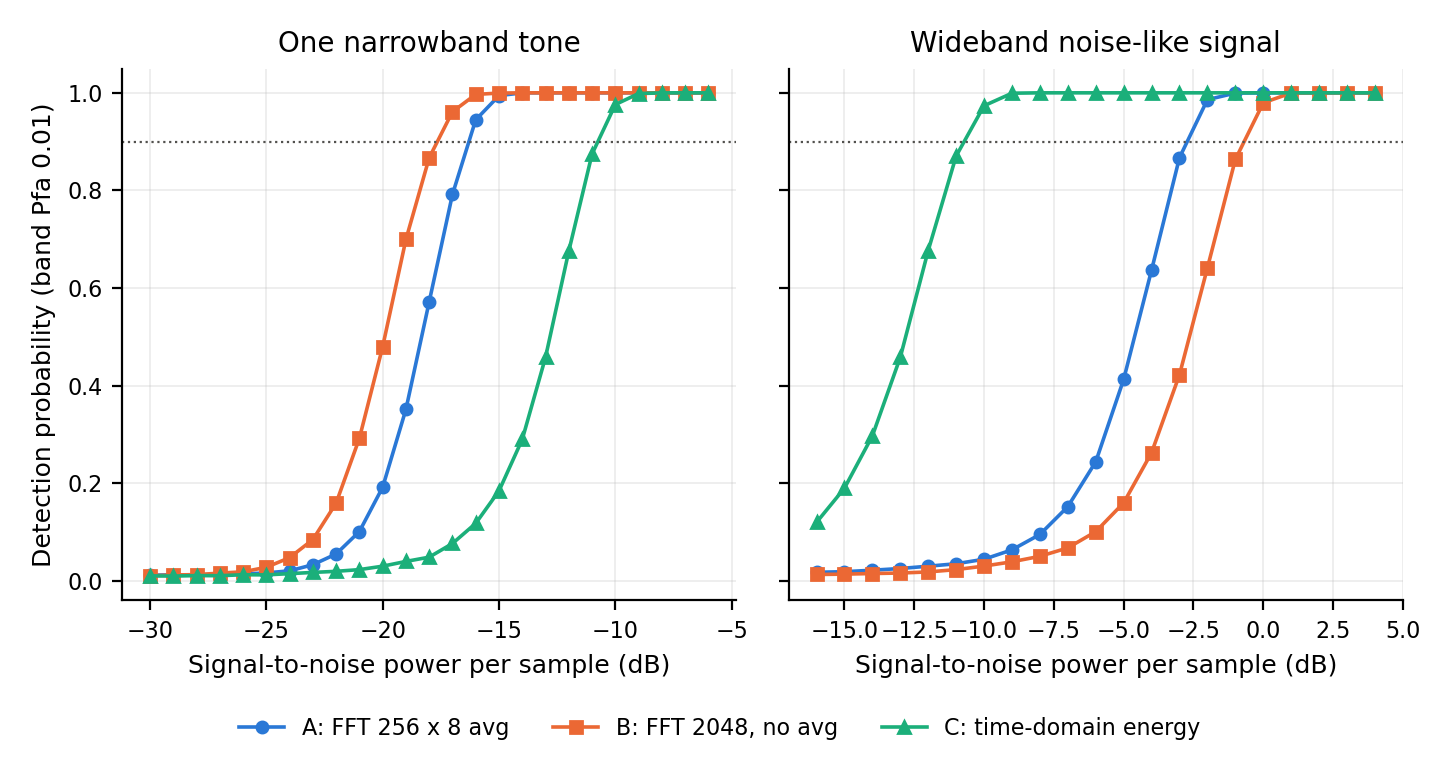 One narrowband tone
Wideband noise-like signal
Detection probability (band Pfa 0.01)
1.0
0.8
0.6
0.4
0.2
0.0
−30 −25 −20 −15 −10 −5
−15.0 −12.5 −10.0 −7.5 −5.0 −2.5 0.0 2.5 5.0
Signal-to-noise power per sample (dB)
Signal-to-noise power per sample (dB)
A: FFT 256 x 8 avg
B: FFT 2048, no avg
C: time-domain energy